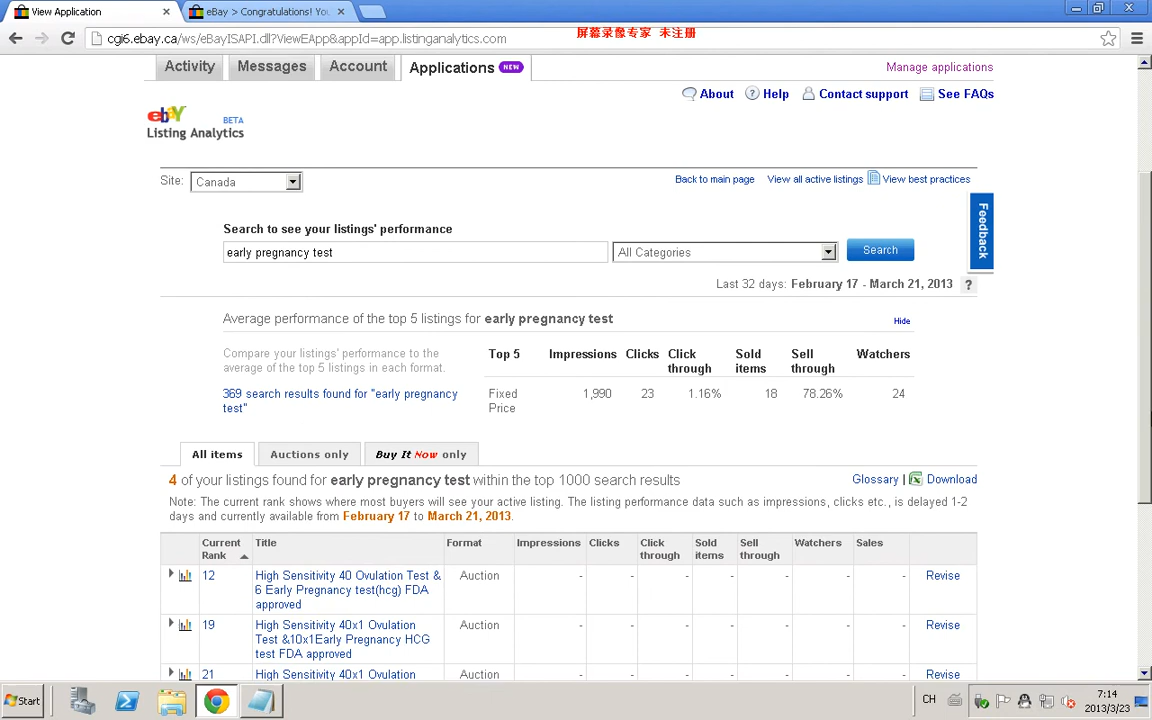 View Application
eBay > Congratulations! You
cgi6.ebay.ca/ws/eBayISAPI.dll?ViewEApp&appId=app.listinganalytics.com
屏幕录像专家 未注册
Activity Messages Account Applications NEW
Manage applications
About Help Contact support See FAQs
ebay BETA
Listing Analytics
Site: Canada
Back to main page View all active listings View best practices
Feedback
Search to see your listings' performance
early pregnancy test All Categories Search
Last 32 days: February 17 - March 21, 2013 ?
Average performance of the top 5 listings for early pregnancy test Hide
Compare your listings' performance to the
average of the top 5 listings in each format.
369 search results found for "early pregnancy
test"
Top 5 Impressions Clicks Click through Sold items Sell through Watchers
Fixed Price 1,990 23 1.16% 18 78.26% 24
All items Auctions only Buy It Now only
4 of your listings found for early pregnancy test within the top 1000 search results
Glossary | Download
Note: The current rank shows where most buyers will see your active listing. The listing performance data such as impressions, clicks etc., is delayed 1-2
days and currently available from February 17 to March 21, 2013.
Current Rank Title Format Impressions Clicks Click through Sold items Sell through Watchers Sales
12 High Sensitivity 40 Ovulation Test & Auction - - - - - - - Revise
6 Early Pregnancy test(hcg) FDA
approved
19 High Sensitivity 40x1 Ovulation Auction - - - - - - - Revise
Test &10x1Early Pregnancy HCG
test FDA approved
21 High Sensitivity 40x1 Ovulation Auction - - - - - - - Revise
Start
CH
7:14
2013/3/23